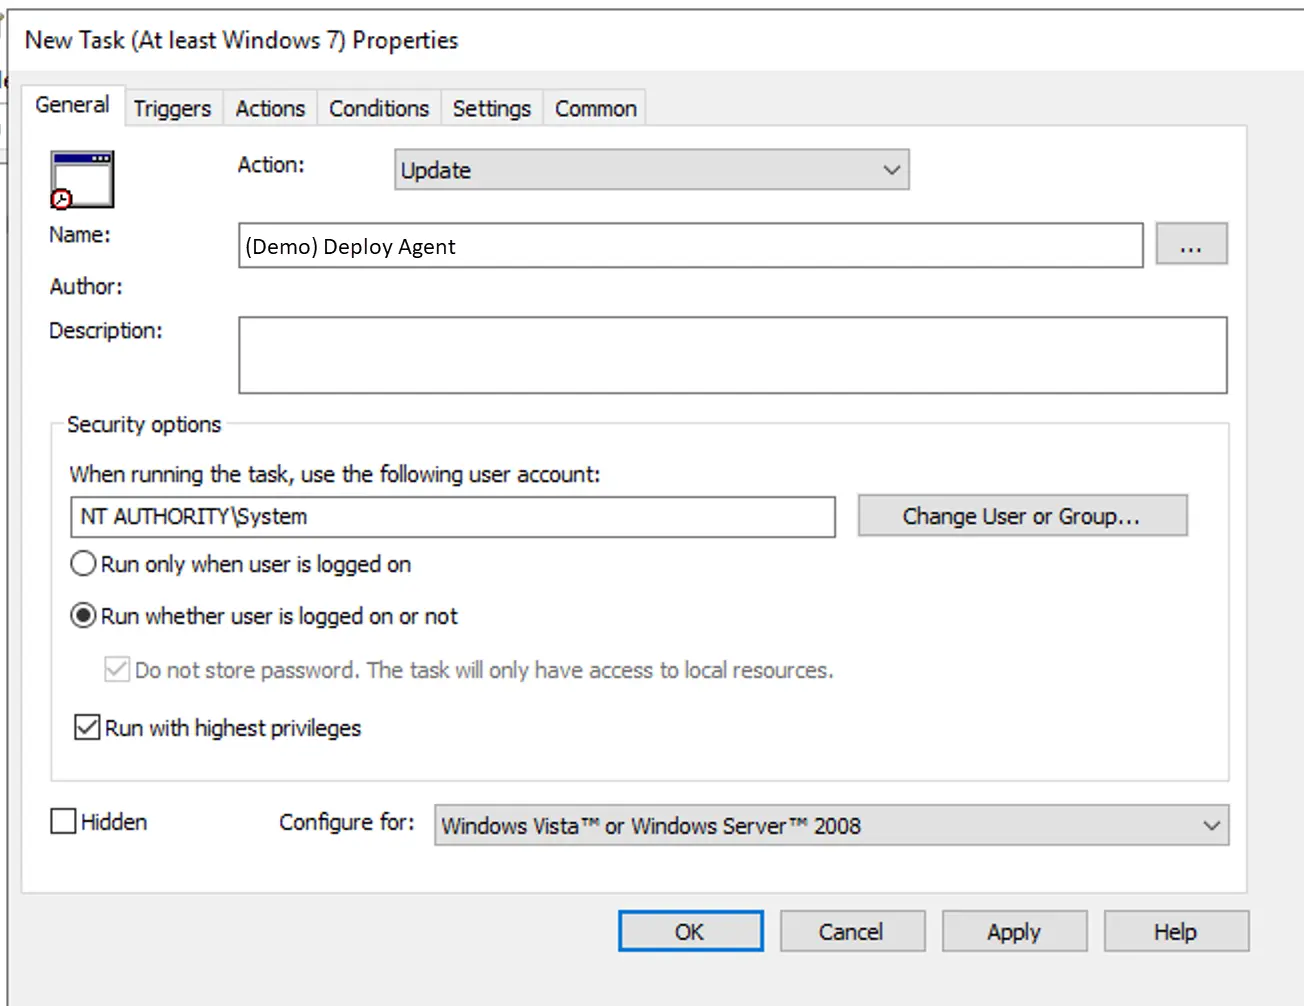 New Task (At least Windows 7) Properties
General Triggers Actions Conditions Settings Common
Action: Update
Name: (Demo) Deploy Agent ...
Author:
Description:
Security options
When running the task, use the following user account:
NT AUTHORITY\System Change User or Group...
Run only when user is logged on
Run whether user is logged on or not
Do not store password. The task will only have access to local resources.
Run with highest privileges
Hidden Configure for: Windows Vista™ or Windows Server™ 2008
OK Cancel Apply Help